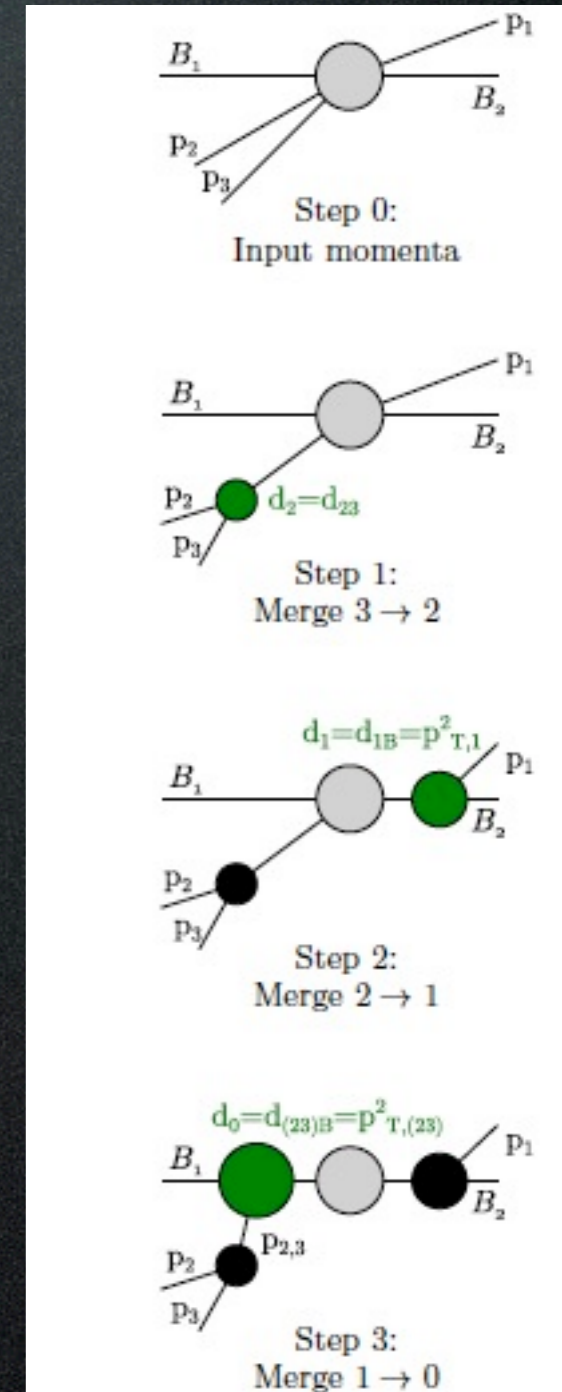 p₁
B₁
B₂
p₂
p₃
Step 0:
Input momenta
p₁
B₁
B₂
p₂ d₂=d₂₃
p₃
Step 1:
Merge 3 → 2
d₁=d₁B=p²T,1
p₁
B₁
B₂
p₂
p₃
Step 2:
Merge 2 → 1
d₀=d₍₂₃₎B=p²T,(23)
p₁
B₁
B₂
p₂,₃
p₂
p₃
Step 3:
Merge 1 → 0